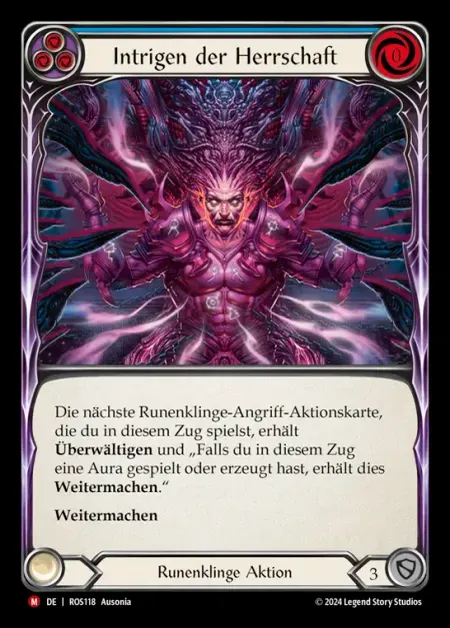 Intrigen der Herrschaft
0
Die nächste Runenklinge-Angriff-Aktionskarte,
die du in diesem Zug spielst, erhält
Überwältigen und „Falls du in diesem Zug
eine Aura gespielt oder erzeugt hast, erhält dies
Weitermachen.“
Weitermachen
Runenklinge Aktion
3
M DE | ROS118 Ausonia
© 2024 Legend Story Studios